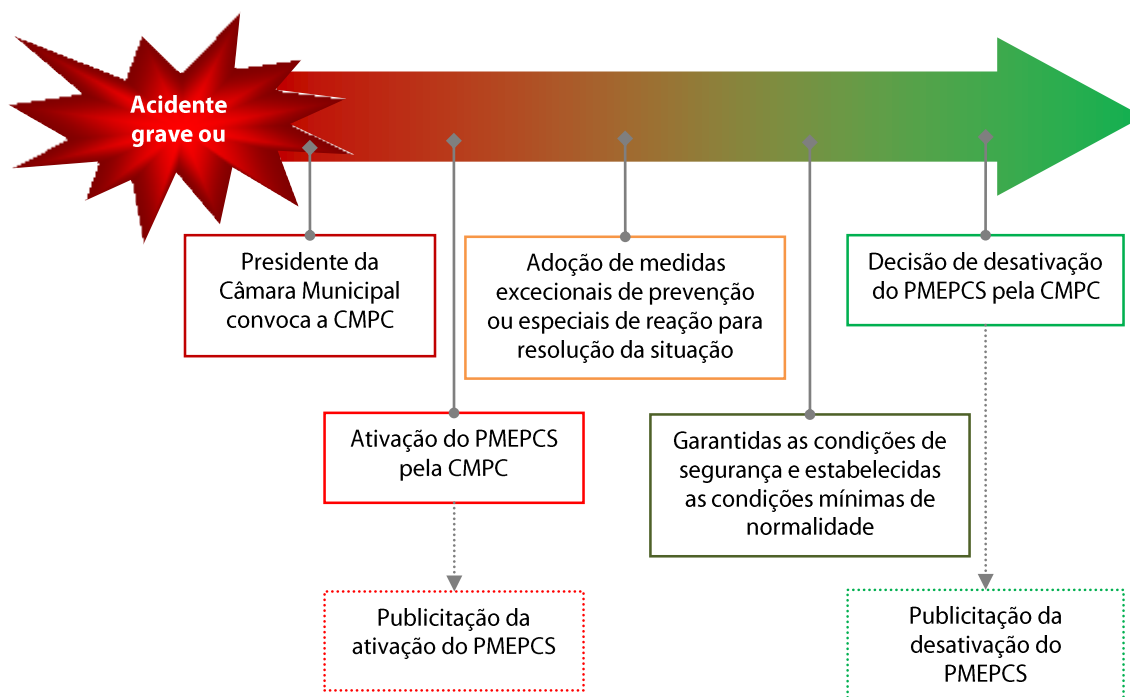 Acidente
grave ou
Presidente da
Câmara Municipal
convoca a CMPC
Adoção de medidas
excecionais de prevenção
ou especiais de reação para
resolução da situação
Decisão de desativação
do PMEPCS pela CMPC
Ativação do PMEPCS
pela CMPC
Garantidas as condições de
segurança e estabelecidas
as condições mínimas de
normalidade
Publicitação da
ativação do PMEPCS
Publicitação da
desativação do
PMEPCS